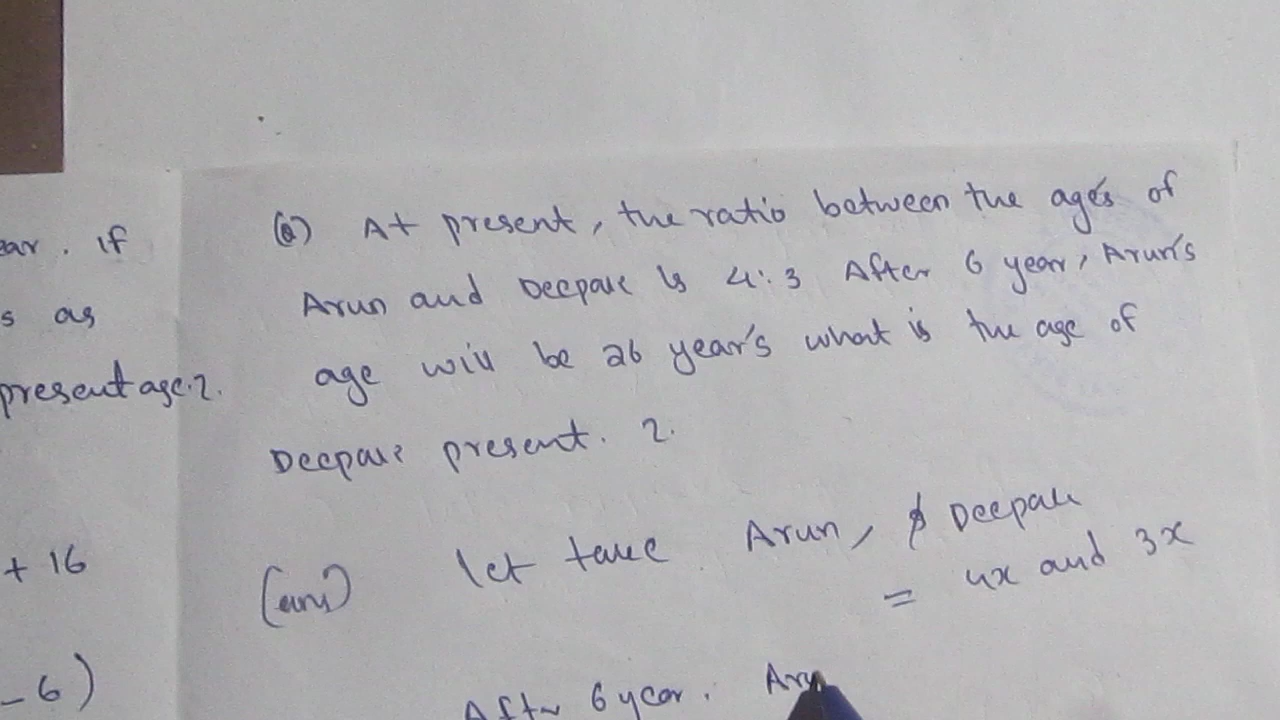 ear. if
s as
present age.?.
+ 16
- 6)
(Q) At present, the ratio between the ages of
Arun and Deepak is 4:3 After 6 year, Arun's
age will be 26 year's what is the age of
Deepak present. ?.
(ans) let take Arun, Deepak
= 4x and 3x
After 6 year. Aru